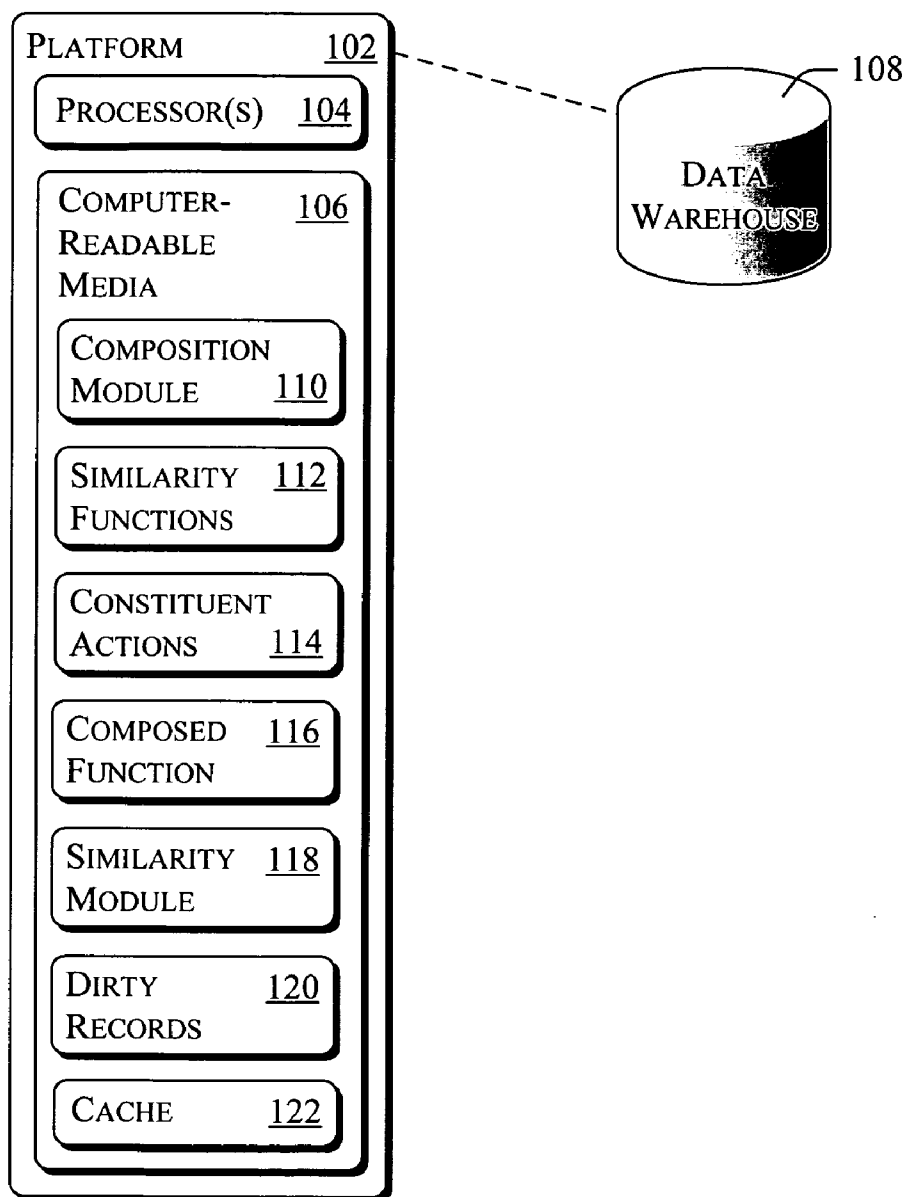 PLATFORM 102
PROCESSOR(S) 104
COMPUTER- 106
READABLE
MEDIA
COMPOSITION
MODULE 110
SIMILARITY 112
FUNCTIONS
CONSTITUENT
ACTIONS 114
COMPOSED 116
FUNCTION
SIMILARITY 118
MODULE
DIRTY 120
RECORDS
CACHE 122
108
DATA
WAREHOUSE